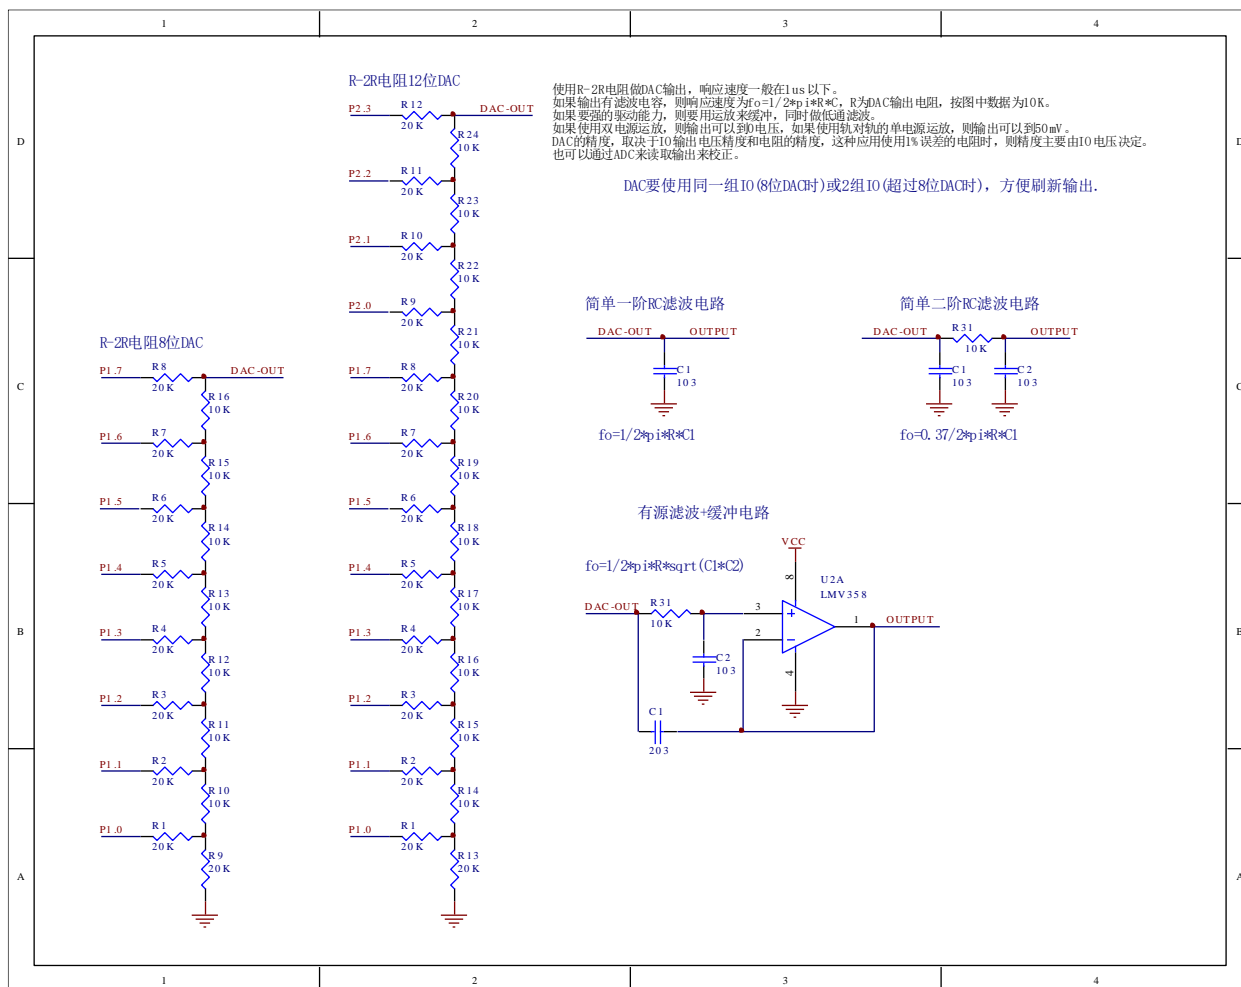 1 2 3 4
R-2R电阻12位DAC
使用R-2R电阻做DAC输出，响应速度一般在1us以下。
如果输出有滤波电容，则响应速度为fo=1/2*pi*R*C，R为DAC输出电阻，按图中数据为10K。
如果要强的驱动能力，则要用运放来缓冲，同时做低通滤波。
如果使用双电源运放，则输出可以到0电压，如果使用轨对轨的单电源运放，则输出可以到50mV。
DAC的精度，取决于IO输出电压精度和电阻的精度，这种应用使用1%误差的电阻时，则精度主要由IO电压决定。
也可以通过ADC来读取输出来校正。
DAC要使用同一组IO(8位DAC时)或2组IO(超过8位DAC时)，方便刷新输出.
D
D
P2.3 R12 20K DAC-OUT
R24 10K
P2.2 R11 20K
R23 10K
P2.1 R10 20K
R22 10K
P2.0 R9 20K
R21 10K
P1.7 R8 20K
R20 10K
P1.6 R7 20K
R19 10K
P1.5 R6 20K
R18 10K
P1.4 R5 20K
R17 10K
P1.3 R4 20K
R16 10K
P1.2 R3 20K
R15 10K
P1.1 R2 20K
R14 10K
P1.0 R1 20K
R13 20K
R-2R电阻8位DAC
P1.7 R8 20K DAC-OUT
R16 10K
P1.6 R7 20K
R15 10K
P1.5 R6 20K
R14 10K
P1.4 R5 20K
R13 10K
P1.3 R4 20K
R12 10K
P1.2 R3 20K
R11 10K
P1.1 R2 20K
R10 10K
P1.0 R1 20K
R9 20K
简单一阶RC滤波电路
DAC-OUT OUTPUT
C1
103
fo=1/2*pi*R*C1
简单二阶RC滤波电路
DAC-OUT R31 OUTPUT
10K
C1 C2
103 103
fo=0.37/2*pi*R*C1
C
C
有源滤波+缓冲电路
VCC
fo=1/2*pi*R*sqrt(C1*C2)
8
U2A
LMV358
DAC-OUT R31 3 + 1 OUTPUT
10K 2 −
C2
103
4
C1
203
B
B
A
A
1 2 3 4